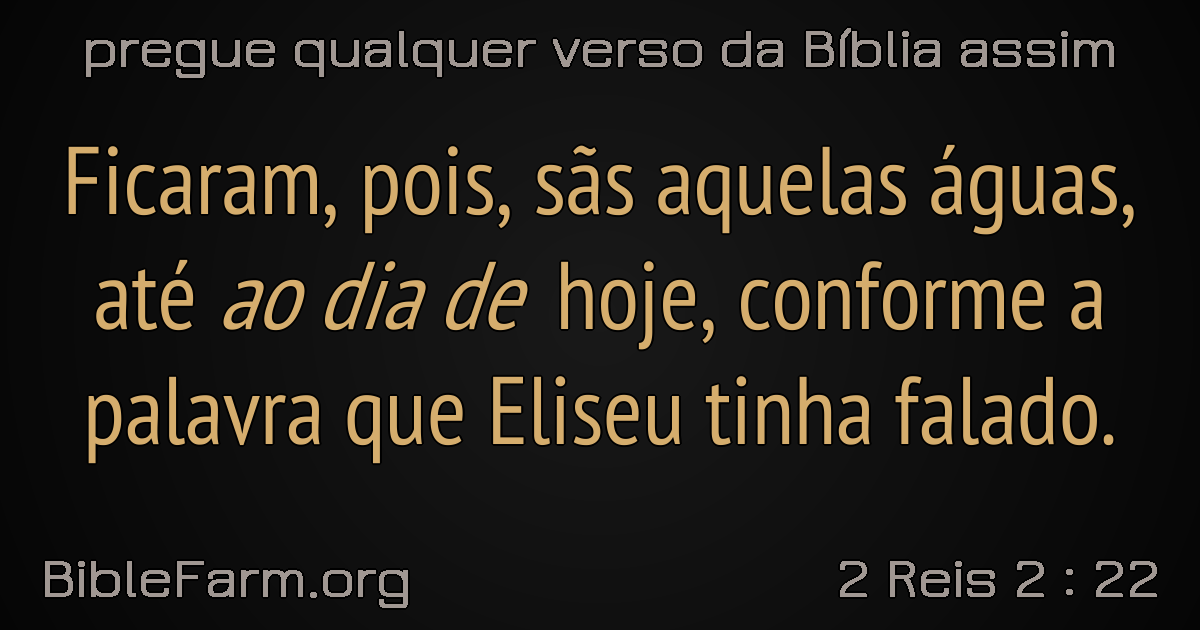 pregue qualquer verso da Bíblia assim
Ficaram, pois, sãs aquelas águas,
até ao dia de hoje, conforme a
palavra que Eliseu tinha falado.
BibleFarm.org
2 Reis 2 : 22